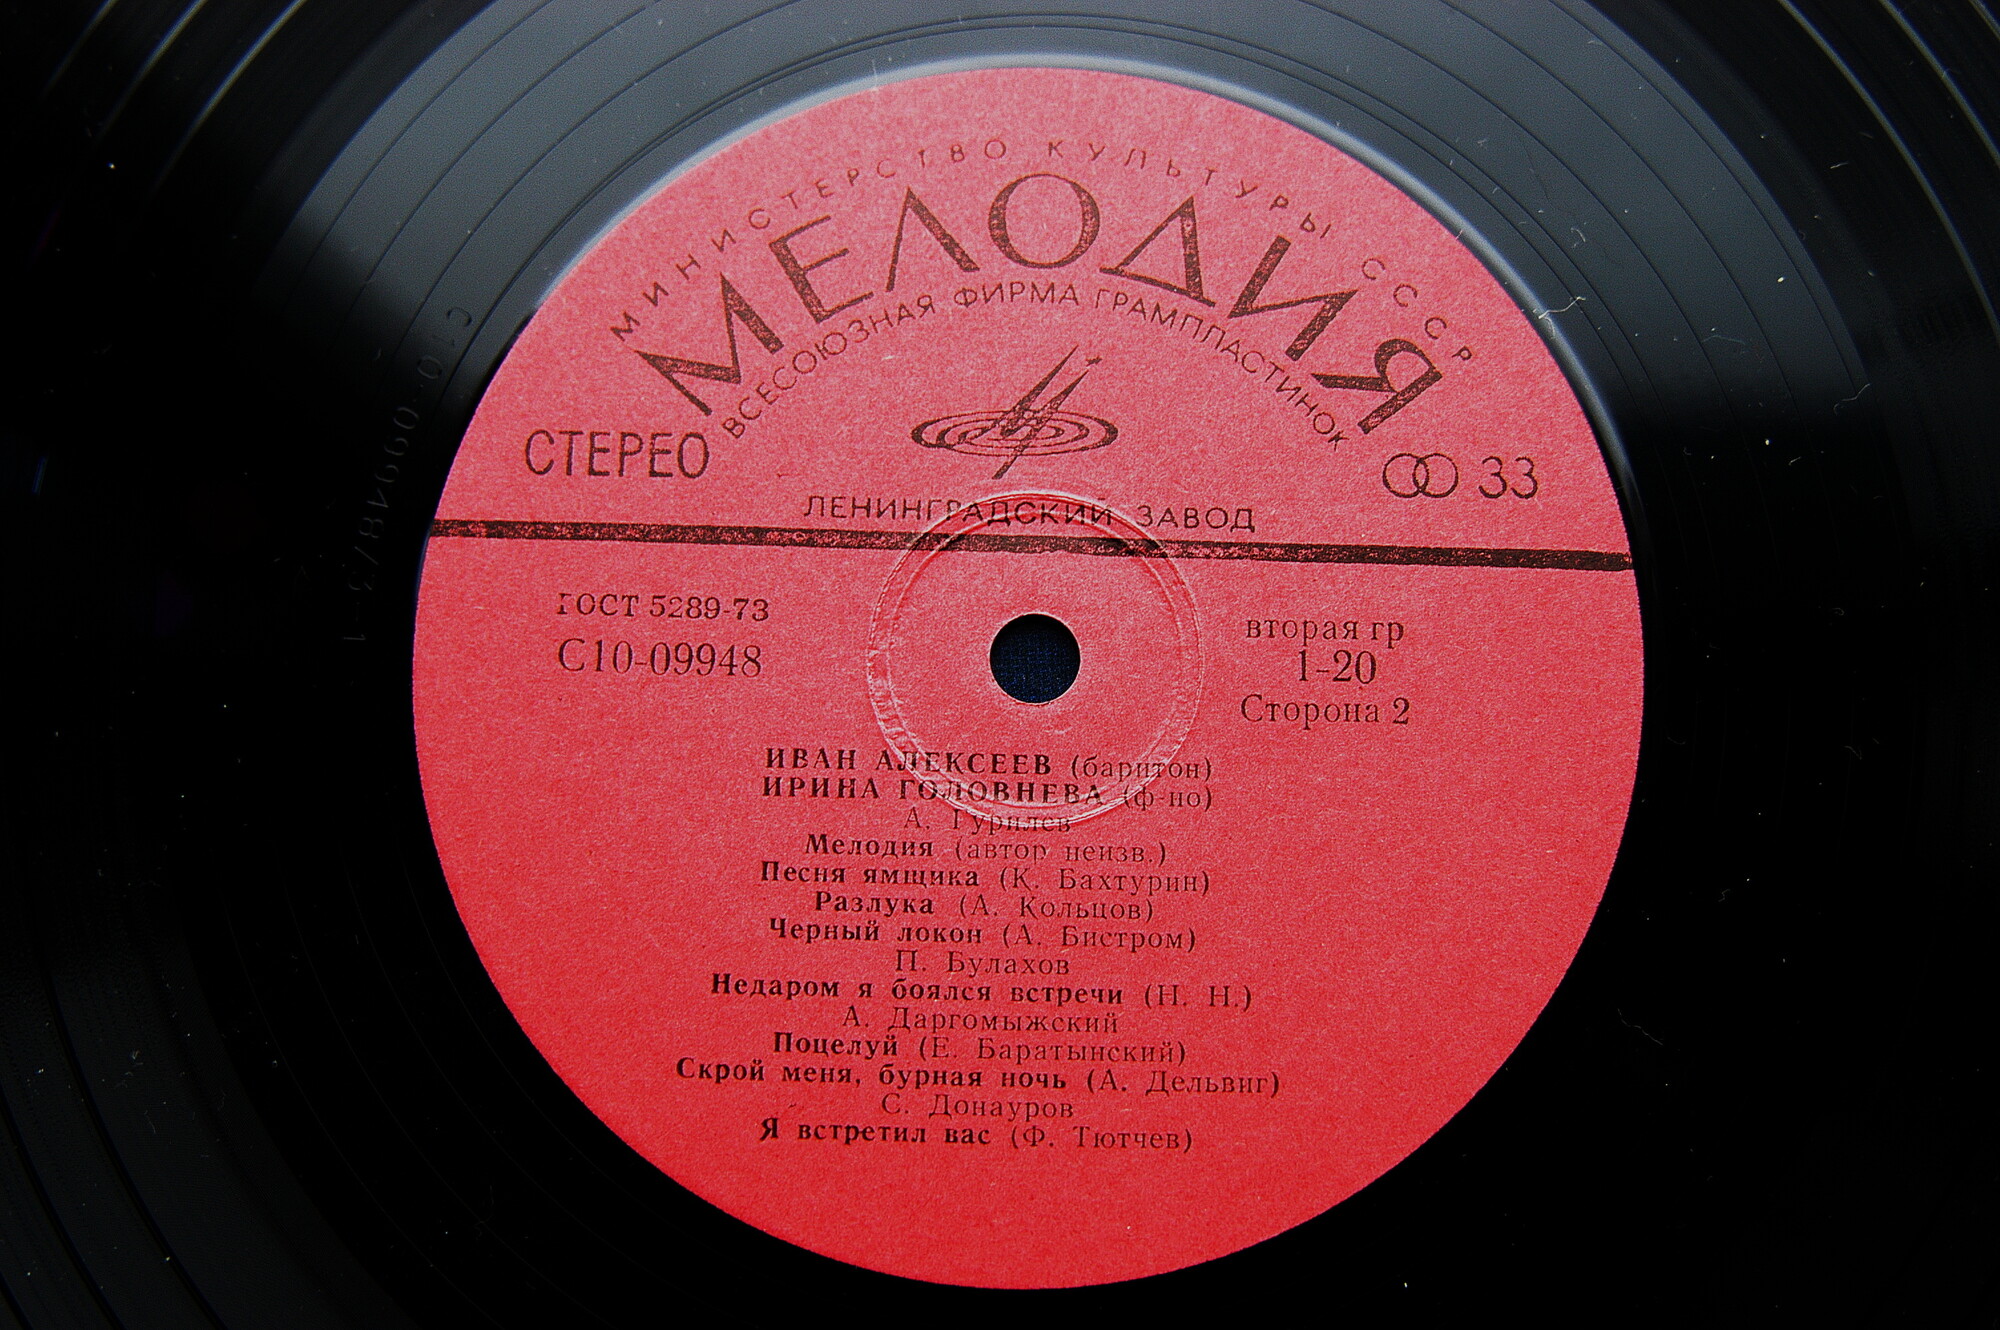 МИНИСТЕРСТВО КУЛЬТУРЫ СССР
МЕЛОДИЯ
ВСЕСОЮЗНАЯ ФИРМА ГРАМПЛАСТИНОК
СТЕРЕО
33
ЛЕНИНГРАДСКИЙ ЗАВОД
ГОСТ 5289-73
С10-09948
вторая гр
1-20
Сторона 2
ИВАН АЛЕКСЕЕВ (баритон)
ИРИНА ГОЛОВНЕВА (ф-но)
А. Гурилев
Мелодия (автор неизв.)
Песня ямщика (К. Бахтурин)
Разлука (А. Кольцов)
Черный локон (А. Бистром)
П. Булахов
Недаром я боялся встречи (Н. Н.)
А. Даргомыжский
Поцелуй (Е. Баратынский)
Скрой меня, бурная ночь (А. Дельвиг)
С. Донауров
Я встретил вас (Ф. Тютчев)